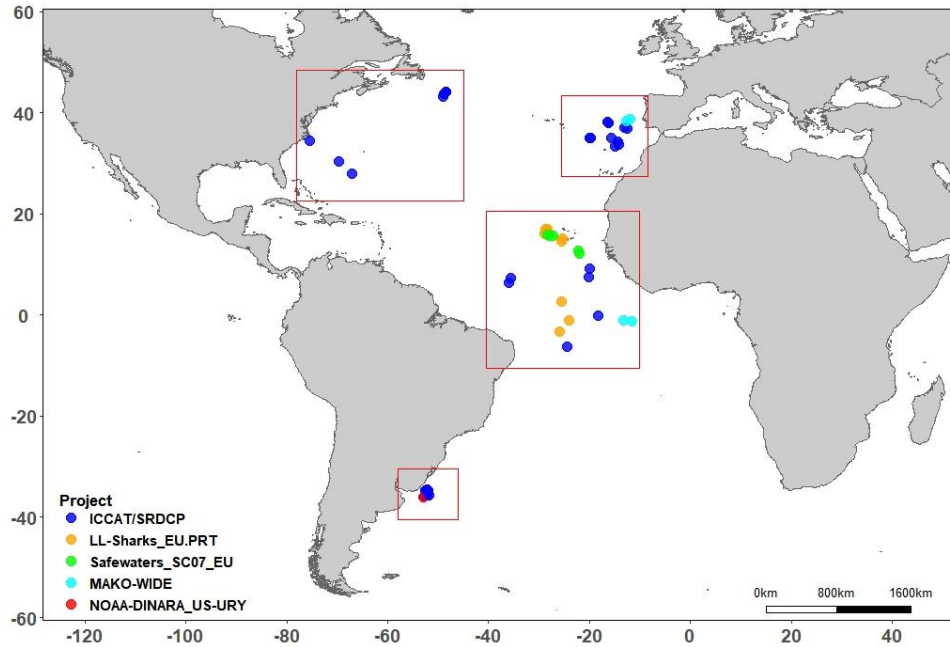 60
40
20
0
-20
-40
-60
Project
ICCAT/SRDCP
LL-Sharks_EU.PRT
Safewaters_SC07_EU
MAKO-WIDE
NOAA-DINARA_US-URY
0km 800km 1600km
-120 -100 -80 -60 -40 -20 0 20 40